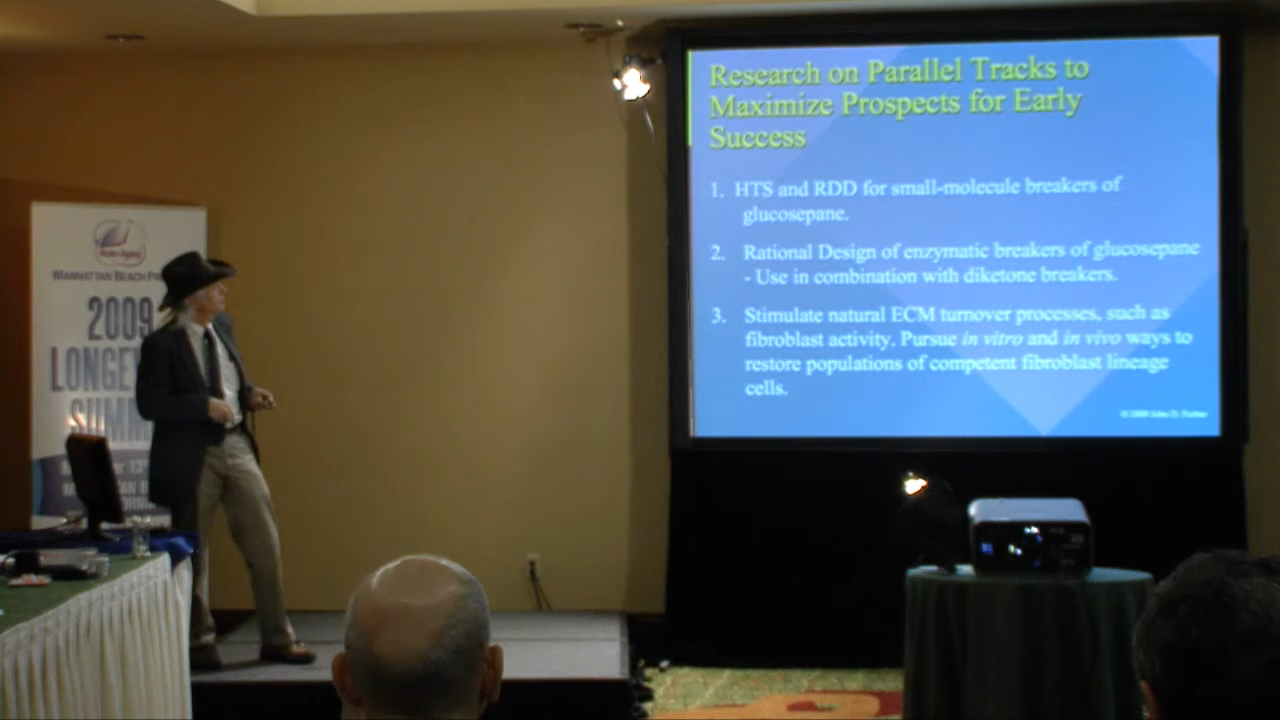 Research on Parallel Tracks to
Maximize Prospects for Early
Success
1. HTS and RDD for small-molecule breakers of
glucosepane.
2. Rational Design of enzymatic breakers of glucosepane
- Use in combination with diketone breakers.
3. Stimulate natural ECM turnover processes, such as
fibroblast activity. Pursue in vitro and in vivo ways to
restore populations of competent fibroblast lineage
cells.
MANHATTAN BEACH
2009